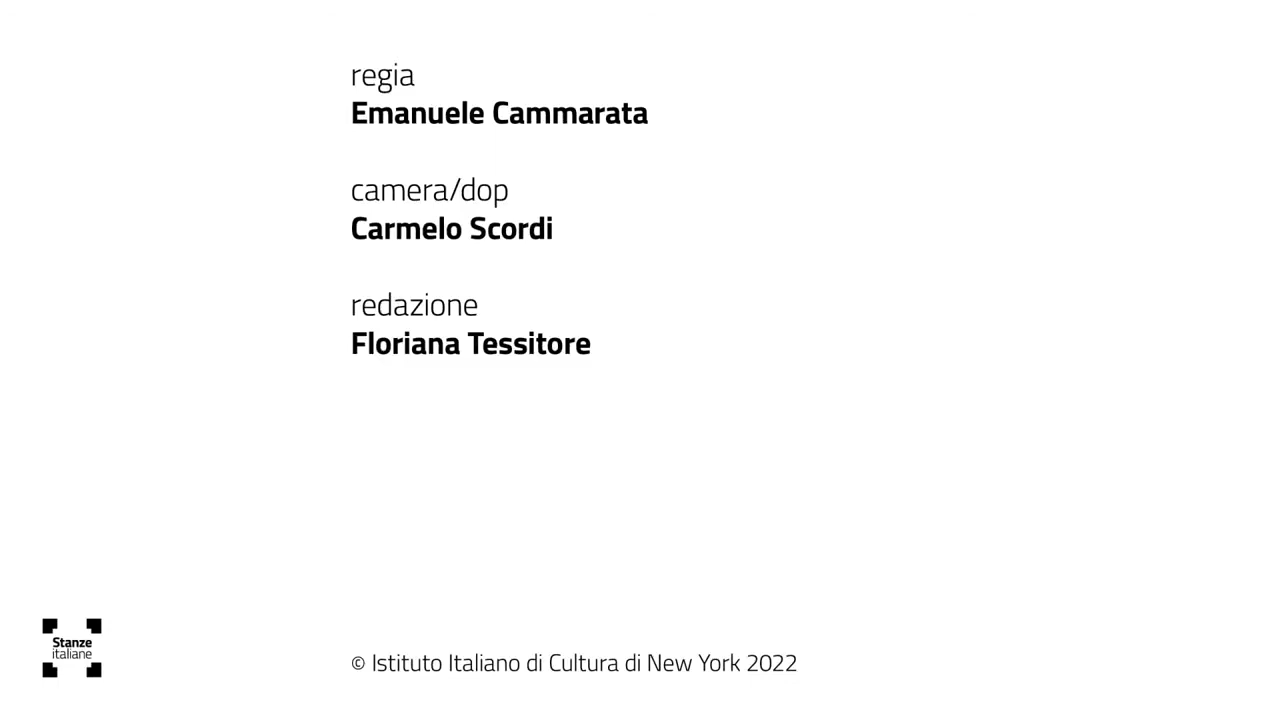 regia
Emanuele Cammarata
camera/dop
Carmelo Scordi
redazione
Floriana Tessitore
Stanze
italiane
© Istituto Italiano di Cultura di New York 2022